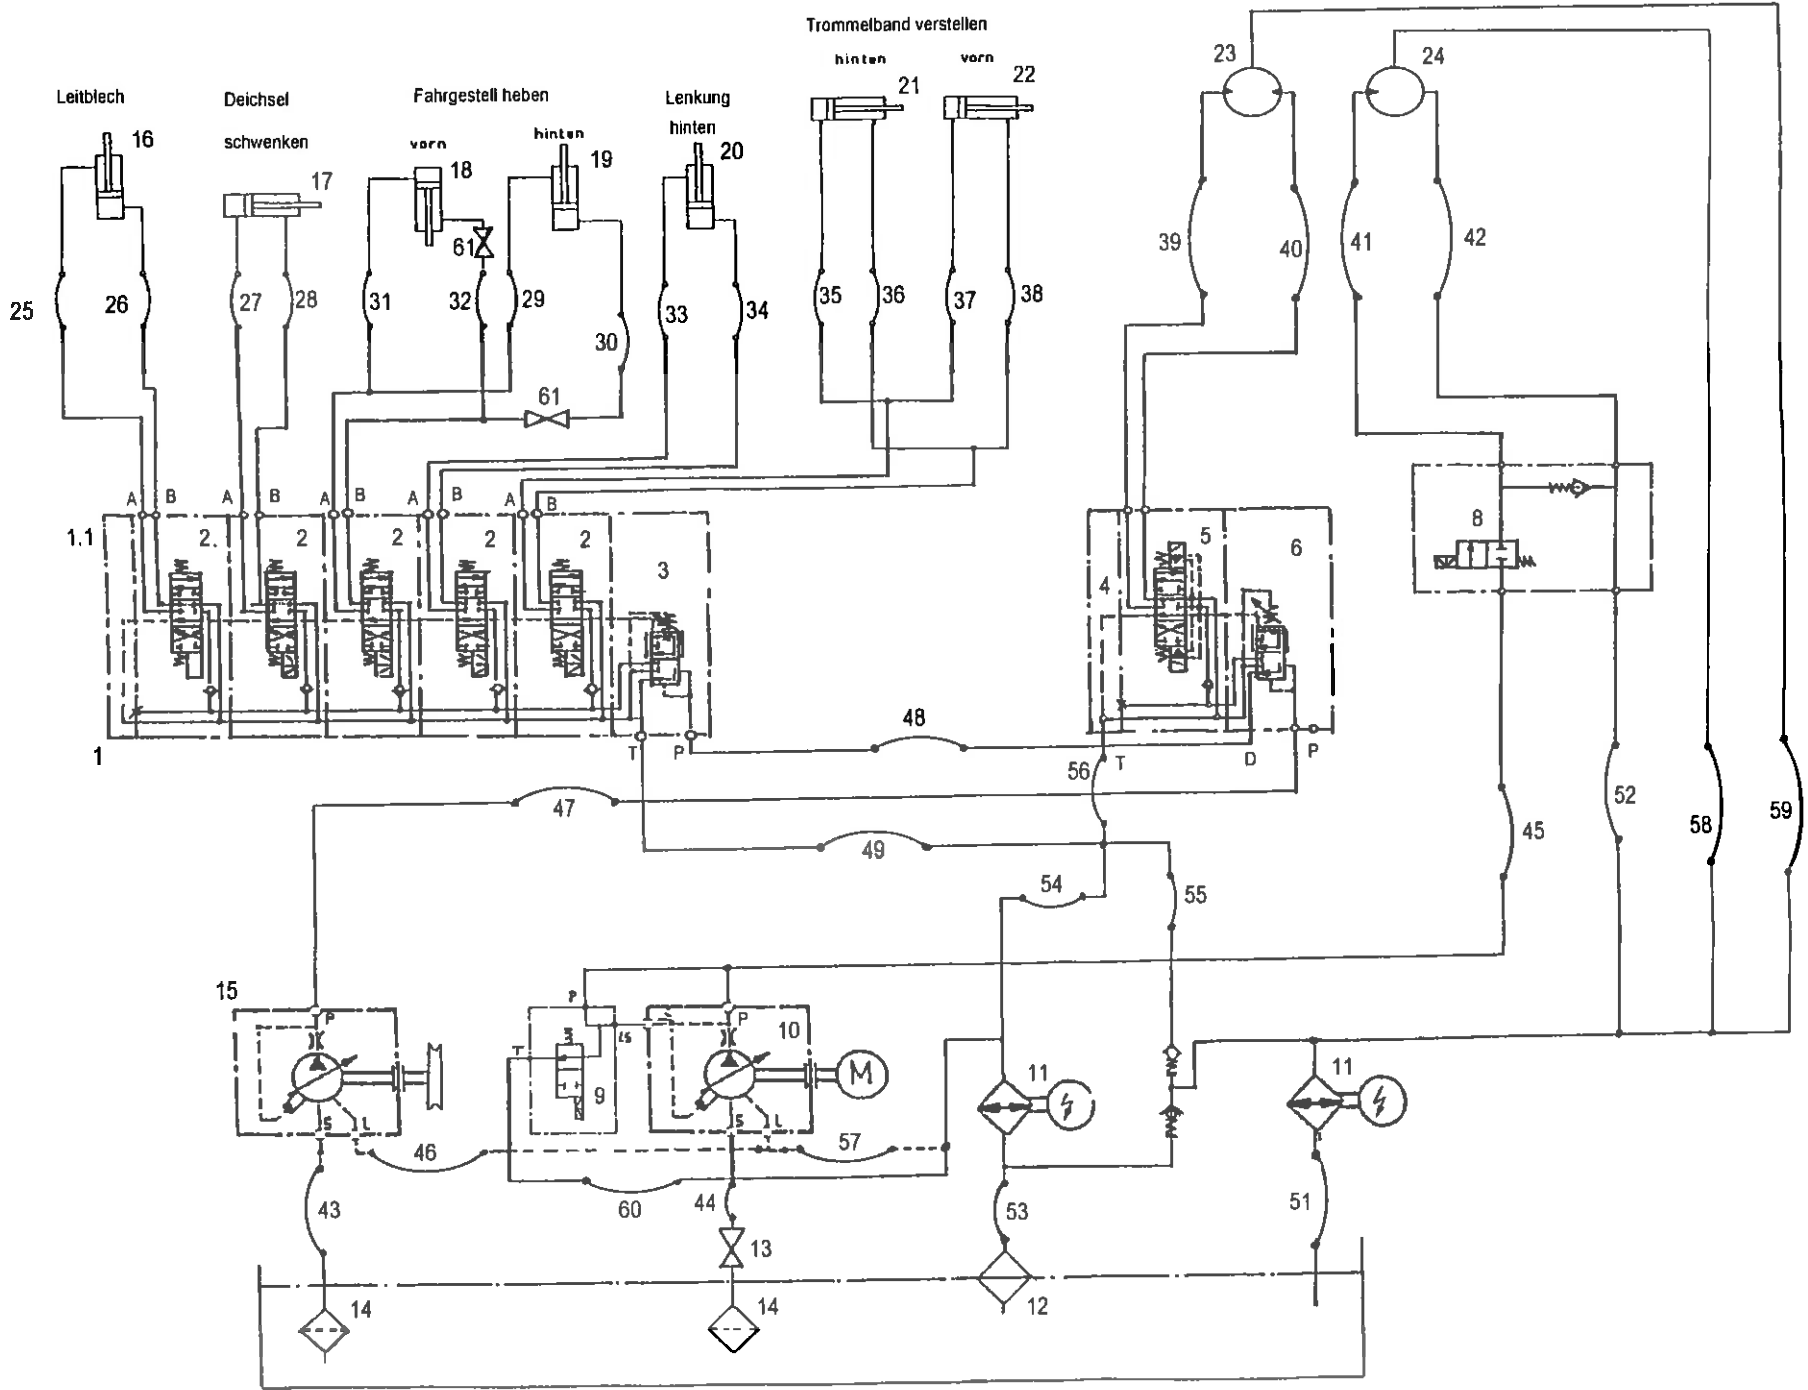 Trommelband verstellen
hinten vorn
23 24
21 22
Leitblech Deichsel Fahrgestell heben Lenkung
schwenken hinten hinten
vorn
16 17 18 19 20
61
39 40 41 42
25 26 27 28 31 32 29 33 34 35 36 37 38
30
61
A B A B A B A B A B
1.1 2. 2 2 2 2 3
4 5 6 8
1 T P 48 T D P
56
47 49 45 52 58 59
54 55
15 P P T LS P 10 M 11 11
9
S L S L
46 57
43 60 44 53 51
13
14 14 12